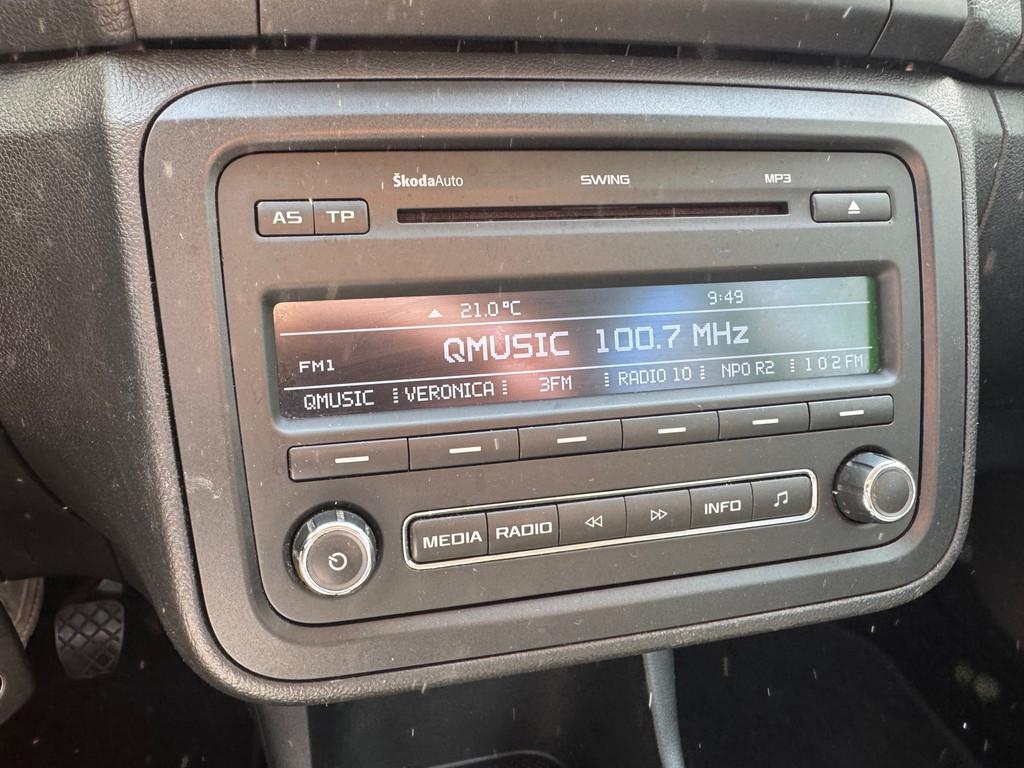 ŠkodaAuto SWING MP3
AS TP
21.0°C 9:49
QMUSIC 100.7 MHz
FM1
QMUSIC VERONICA 3FM RADIO 10 NPO R2 102FM
MEDIA RADIO INFO